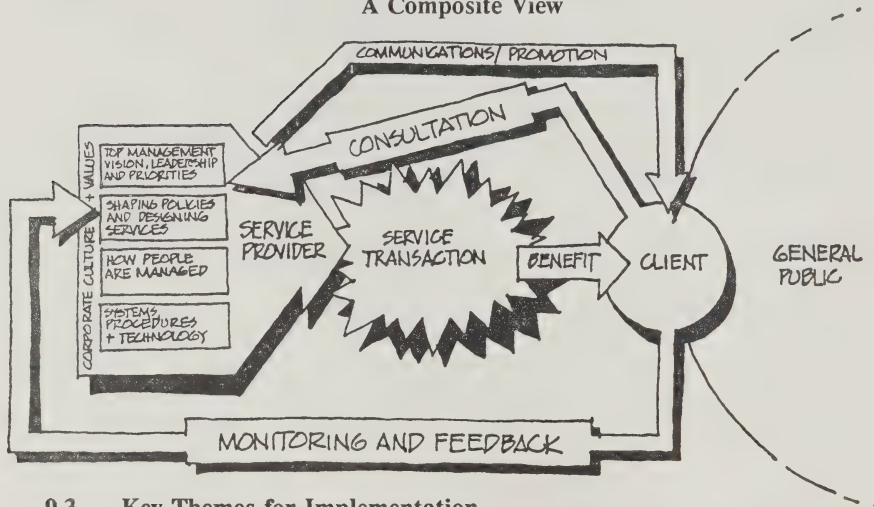 A Composite View
COMMUNICATIONS/ PROMOTION
CONSULTATION
CORPORATE CULTURE + VALUES
TOP MANAGEMENT
VISION, LEADERSHIP
AND PRIORITIES
SHAPING POLICIES
AND DESIGNING
SERVICES
HOW PEOPLE
ARE MANAGED
SYSTEMS
PROCEDURES
+ TECHNOLOGY
SERVICE
PROVIDER
SERVICE
TRANSACTION
BENEFIT
CLIENT
GENERAL
PUBLIC
MONITORING AND FEEDBACK
Key Themes for Implementation